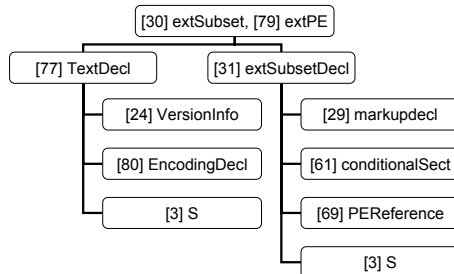 [30] extSubset, [79] extPE
[77] TextDecl
[31] extSubsetDecl
[24] VersionInfo
[29] markupdecl
[80] EncodingDecl
[61] conditionalSect
[3] S
[69] PEReference
[3] S